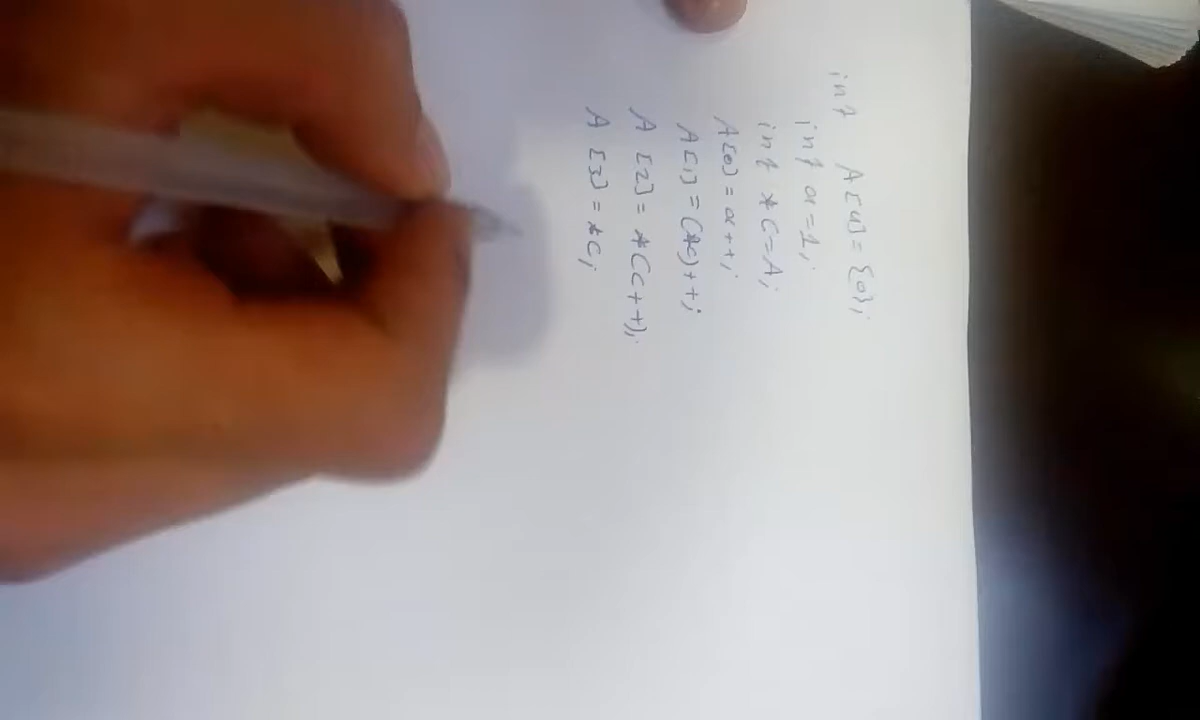 int A[4] = {0};
int a = 1;
int *C = A;
A[0] = a++;
A[1] = (*C)++;
A[2] = *(C++);
A[3] = *C;